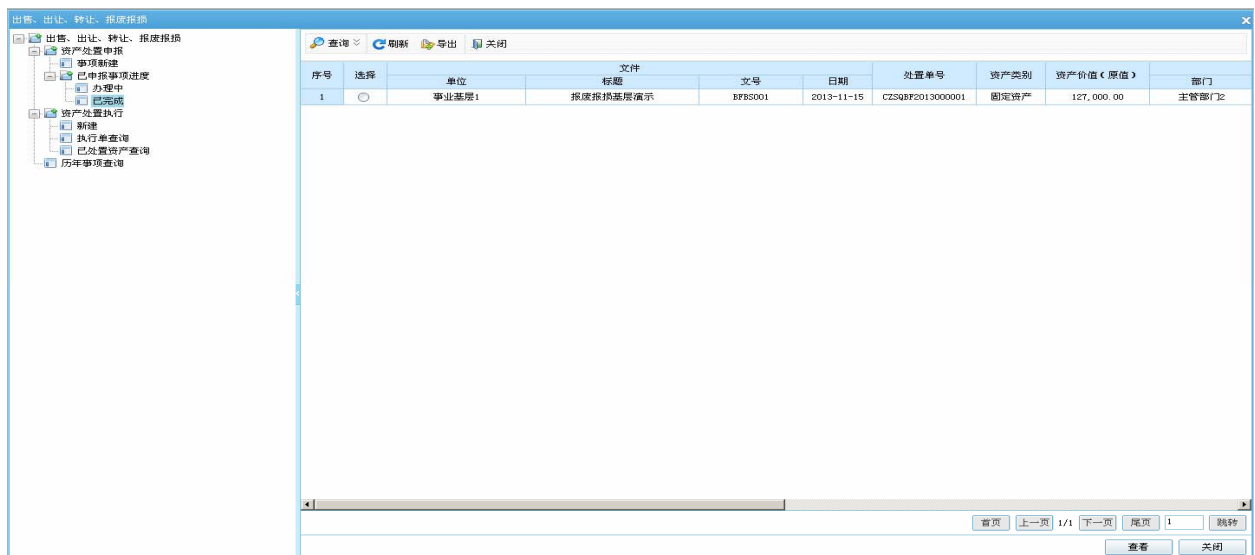 出售、出让、转让、报废报损
出售、出让、转让、报废报损
资产处置申报
事项新建
已申报事项进度
办理中
已完成
资产处置执行
新建
执行单查询
已处置资产查询
历年事项查询
查询 刷新 导出 关闭
序号 选择 文件 处置单号 资产类别 资产价值(原值)
单位 标题 文号 日期 部门
1 事业基层1 报废报损基层演示 BFBS001 2013-11-15 CZSQBF2013000001 固定资产 127,000.00 主管部门2
首页 上一页 1/1 下一页 尾页 1 跳转
查看 关闭